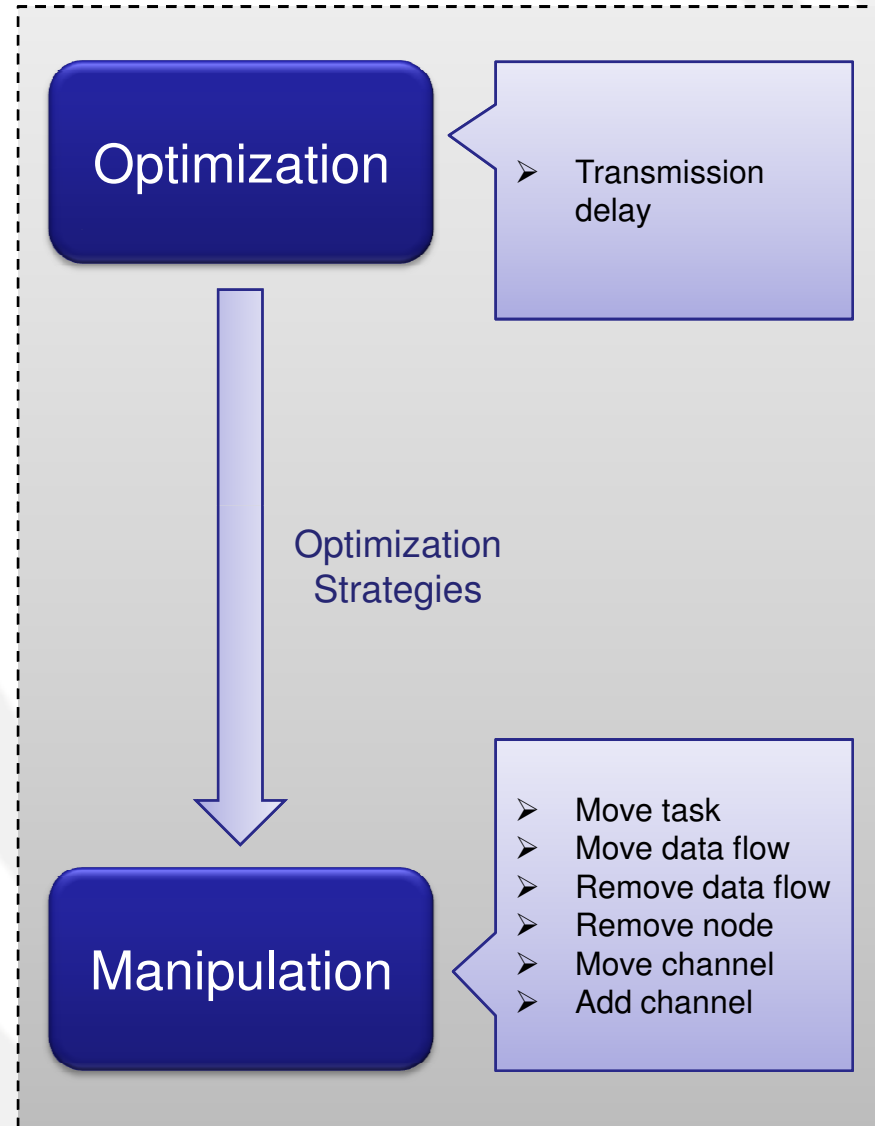 Optimization
➢ Transmission
delay
Optimization
Strategies
➢ Move task
➢ Move data flow
➢ Remove data flow
➢ Remove node
➢ Move channel
➢ Add channel
Manipulation